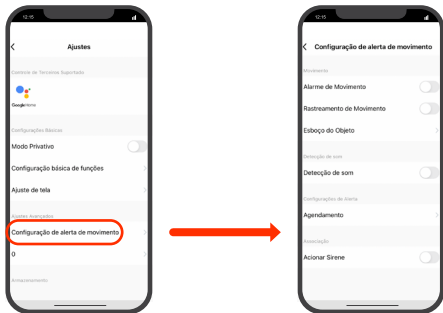 12:15
Ajustes
Controle de Terceiros Suportado
Google Home
Configurações Básicas
Modo Privativo
Configuração básica de funções
Ajuste de tela
Ajustes Avançados
Configuração de alerta de movimento
0
Armazenamento
12:15
Configuração de alerta de movimento
Movimento
Alarme de Movimento
Rastreamento de Movimento
Esboço do Objeto
Detecção de som
Detecção de som
Configurações de Alerta
Agendamento
Associação
Acionar Sirene